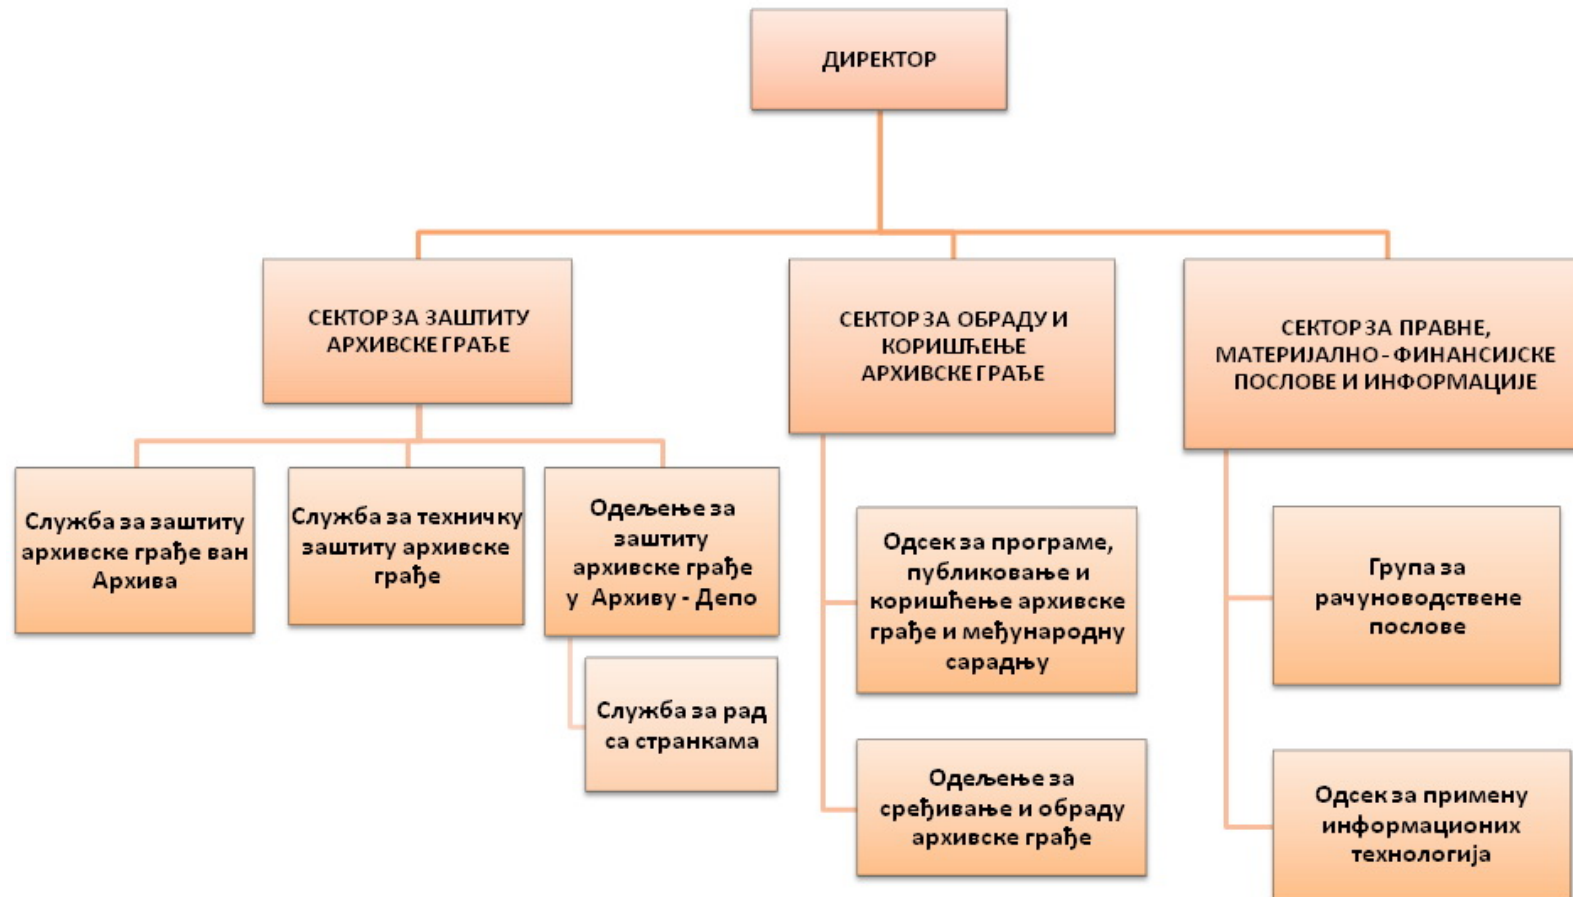 ДИРЕКТОР
СЕКТОР ЗА ЗАШТИТУ
АРХИВСКЕ ГРАЂЕ
СЕКТОР ЗА ОБРАДУ И
КОРИШЋЕЊЕ
АРХИВСКЕ ГРАЂЕ
СЕКТОР ЗА ПРАВНЕ,
МАТЕРИЈАЛНО - ФИНАНСИЈСКЕ
ПОСЛОВЕ И ИНФОРМАЦИЈЕ
Служба за заштиту
архивске грађе ван
Архива
Служба за техничку
заштиту архивске
грађе
Одељење за
заштиту
архивске грађе
у Архиву - Депо
Служба за рад
са странкама
Одсек за програме,
публиковање и
коришћење архивске
грађе и међународну
сарадњу
Одељење за
сређивање и обраду
архивске грађе
Група за
рачуноводствене
послове
Одсек за примену
информационих
технологија